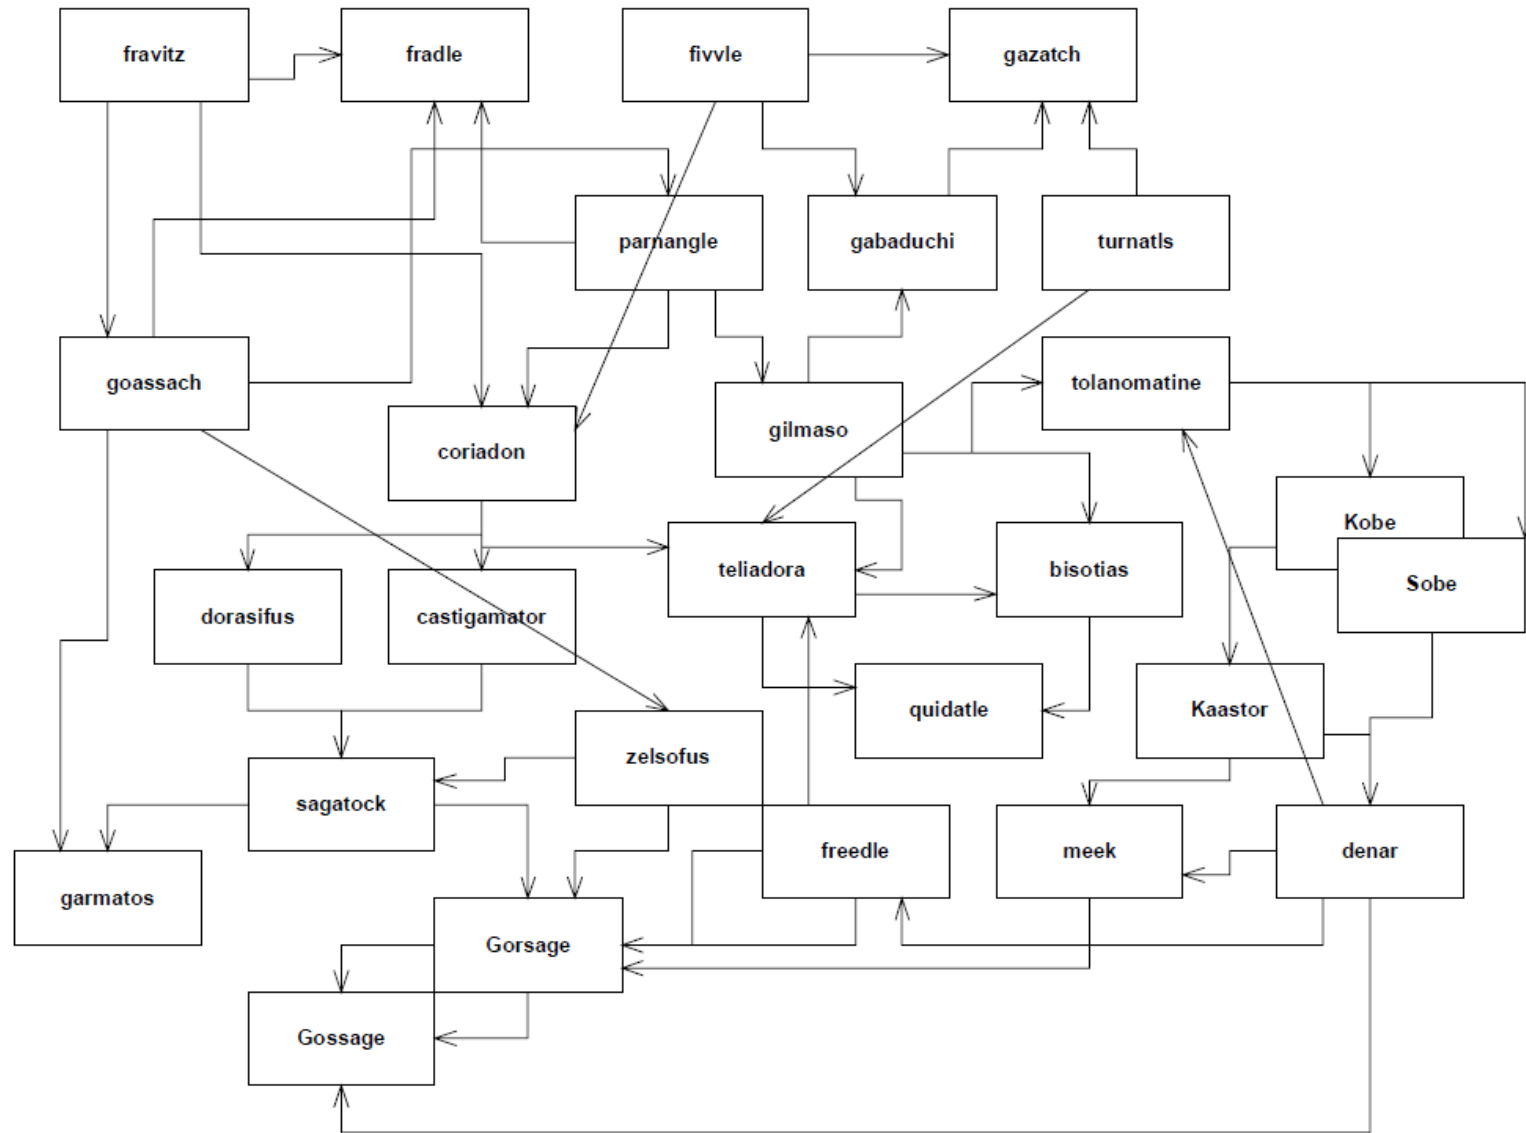 fravitz
fradle
fivvle
gazatch
parnangle
gabaduchi
turnatls
goassach
tolanomatine
gilmaso
coriadon
Kobe
teliadora
bisotias
Sobe
dorasifus
castigamator
quidatle
Kaastor
zelsofus
sagatock
freedle
meek
denar
garmatos
Gorsage
Gossage